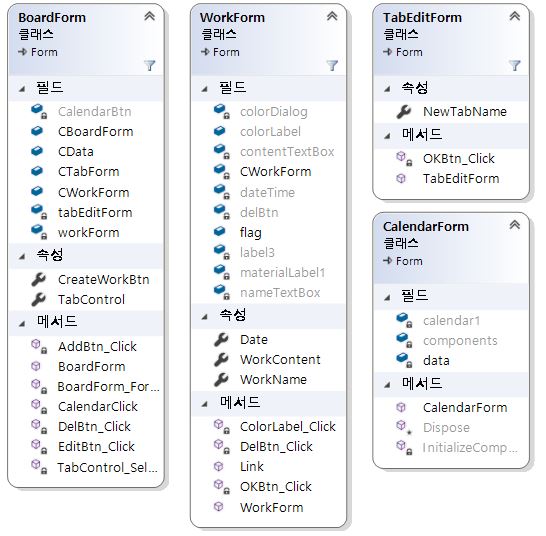 BoardForm
클래스
Form
필드
CalendarBtn
CBoardForm
CData
CTabForm
CWorkForm
tabEditForm
workForm
속성
CreateWorkBtn
TabControl
메서드
AddBtn_Click
BoardForm
BoardForm_For...
CalendarClick
DelBtn_Click
EditBtn_Click
TabControl_Sel...
WorkForm
클래스
Form
필드
colorDialog
colorLabel
contentTextBox
CWorkForm
dateTime
delBtn
flag
label3
materialLabel1
nameTextBox
속성
Date
WorkContent
WorkName
메서드
ColorLabel_Click
DelBtn_Click
Link
OKBtn_Click
WorkForm
TabEditForm
클래스
Form
속성
NewTabName
메서드
OKBtn_Click
TabEditForm
CalendarForm
클래스
Form
필드
calendar1
components
data
메서드
CalendarForm
Dispose
InitializeComp...